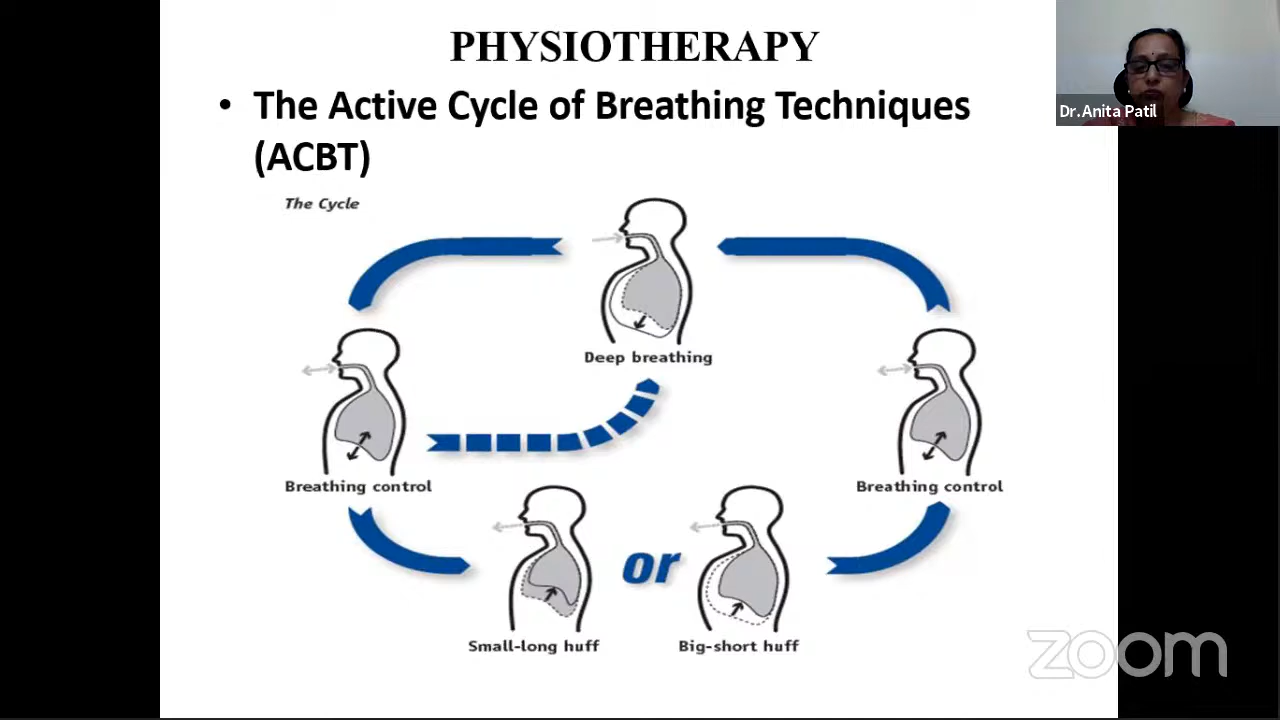 PHYSIOTHERAPY
• The Active Cycle of Breathing Techniques
(ACBT)
Dr.Anita Patil
The Cycle
Deep breathing
Breathing control
Breathing control
or
Small-long huff
Big-short huff
zoom